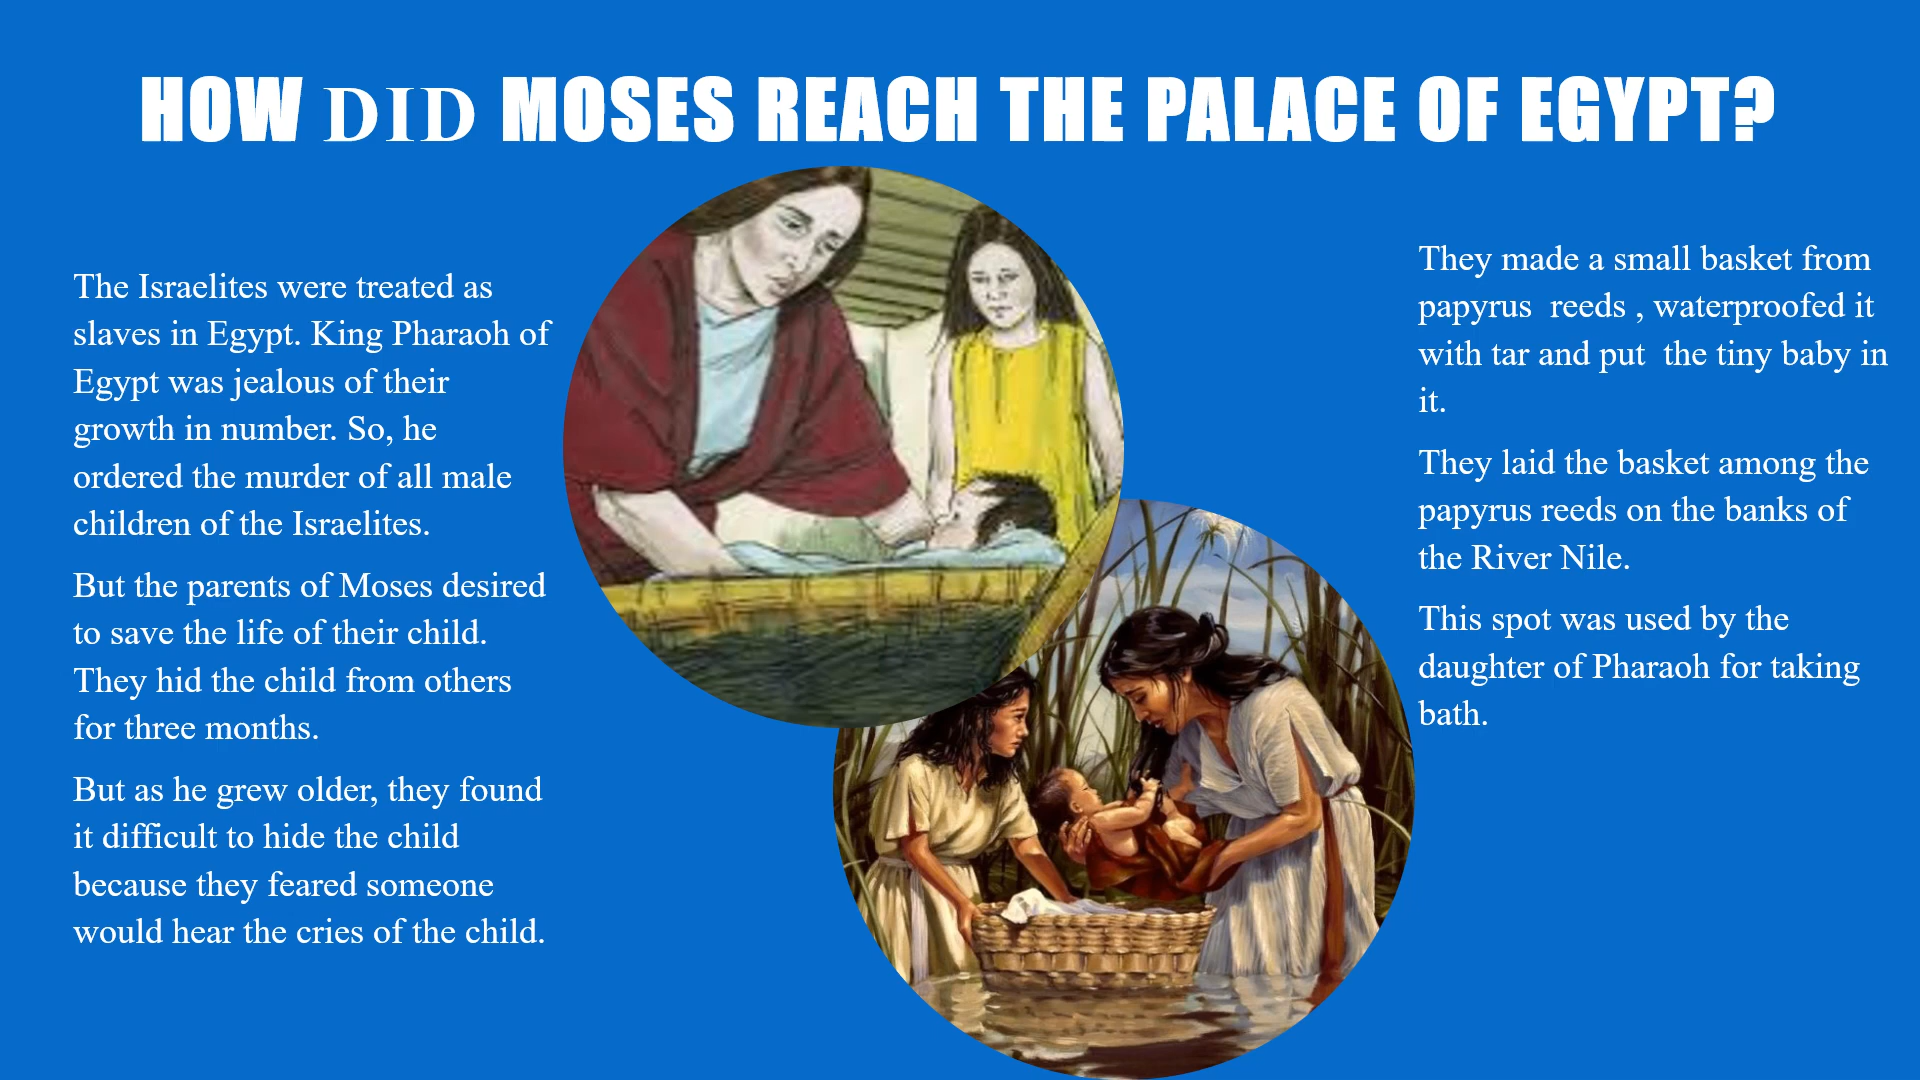 HOW DID MOSES REACH THE PALACE OF EGYPT?
The Israelites were treated as
slaves in Egypt. King Pharaoh of
Egypt was jealous of their
growth in number. So, he
ordered the murder of all male
children of the Israelites.
But the parents of Moses desired
to save the life of their child.
They hid the child from others
for three months.
But as he grew older, they found
it difficult to hide the child
because they feared someone
would hear the cries of the child.
They made a small basket from
papyrus  reeds , waterproofed it
with tar and put  the tiny baby in
it.
They laid the basket among the
papyrus reeds on the banks of
the River Nile.
This spot was used by the
daughter of Pharaoh for taking
bath.